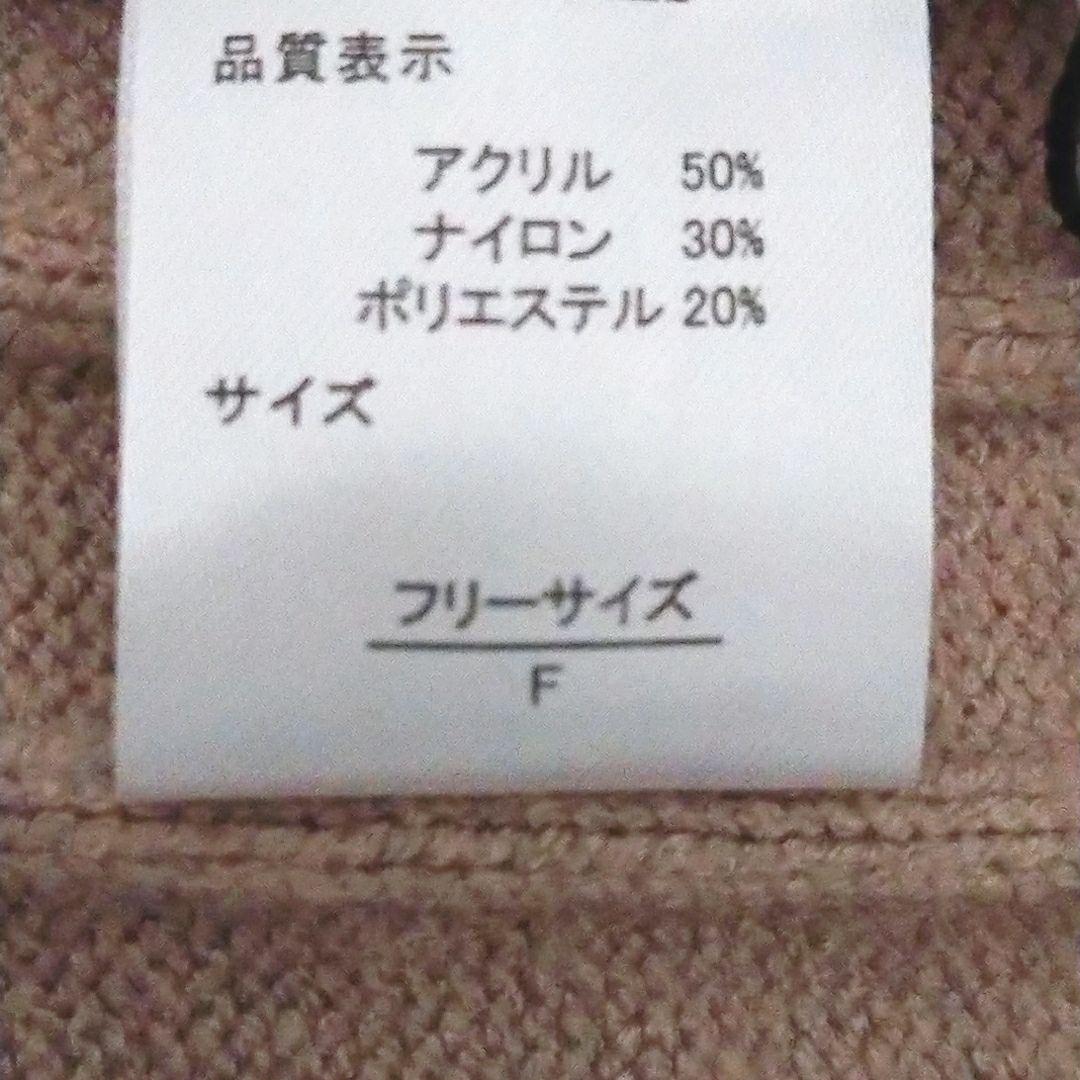 品質表示
アクリル 50%
ナイロン 30%
ポリエステル 20%
サイズ
フリーサイズ
F